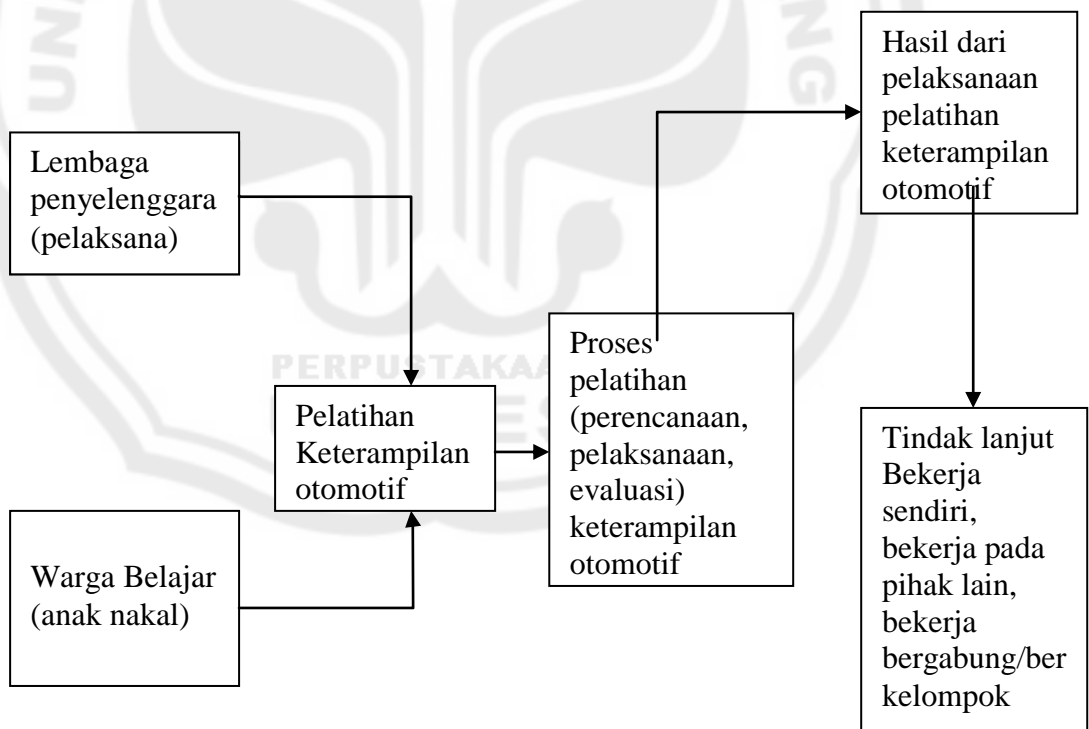 Lembaga
penyelenggara
(pelaksana)
Warga Belajar
(anak nakal)
Pelatihan
Keterampilan
otomotif
Proses
pelatihan
(perencanaan,
pelaksanaan,
evaluasi)
keterampilan
otomotif
Hasil dari
pelaksanaan
pelatihan
keterampilan
otomotif
Tindak lanjut
Bekerja
sendiri,
bekerja pada
pihak lain,
bekerja
bergabung/ber
kelompok